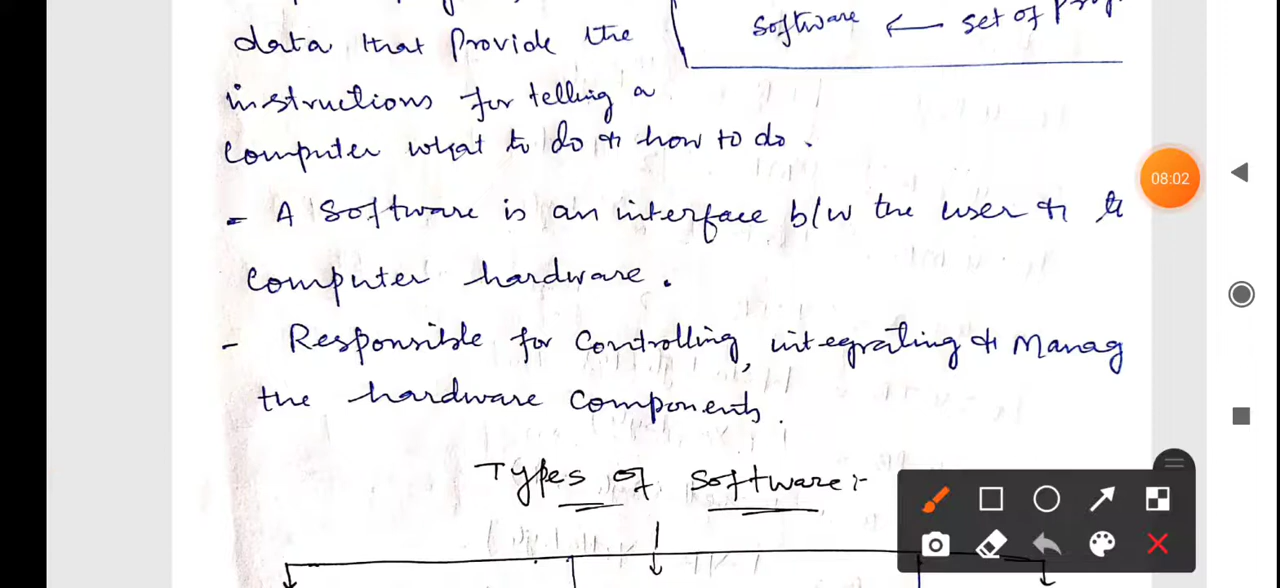 software ← set of
data that provide the
instructions for telling a
computer what to do & how to do.
- A software is an interface b/w the user &
computer hardware.
- Responsible for controlling, integrating & Manag
the hardware components.
Types of software :-
08:02